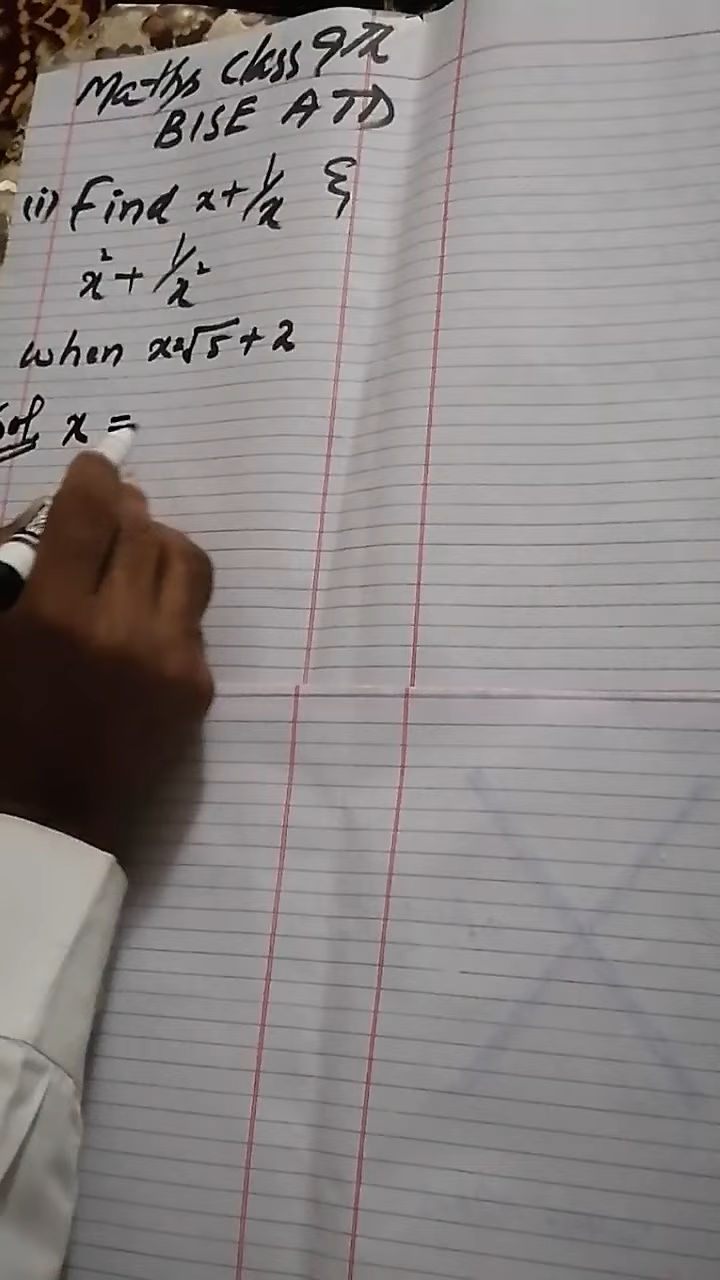 Maths class 9th
BISE ATD
(i) Find x + 1/x &
x² + 1/x²
when x=√5 + 2
Sol x =